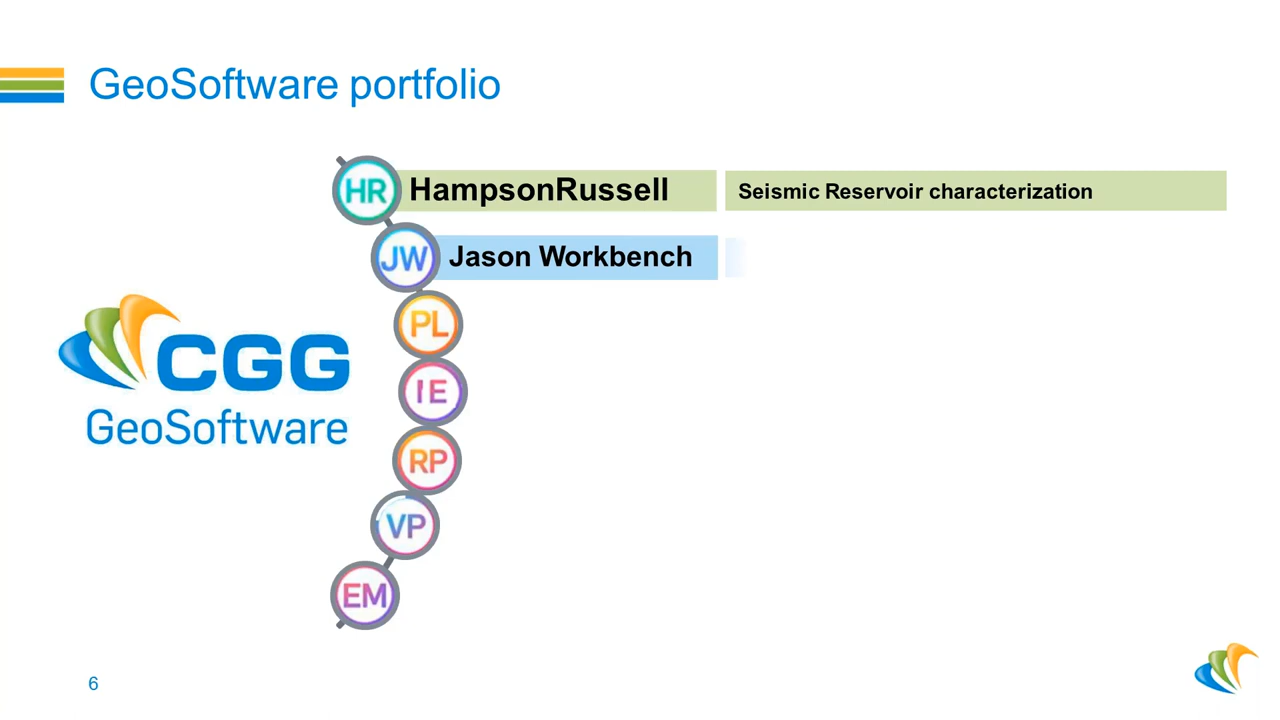 GeoSoftware portfolio
HR HampsonRussell Seismic Reservoir characterization
JW Jason Workbench
PL
IE
RP
VP
EM
CGG
GeoSoftware
6